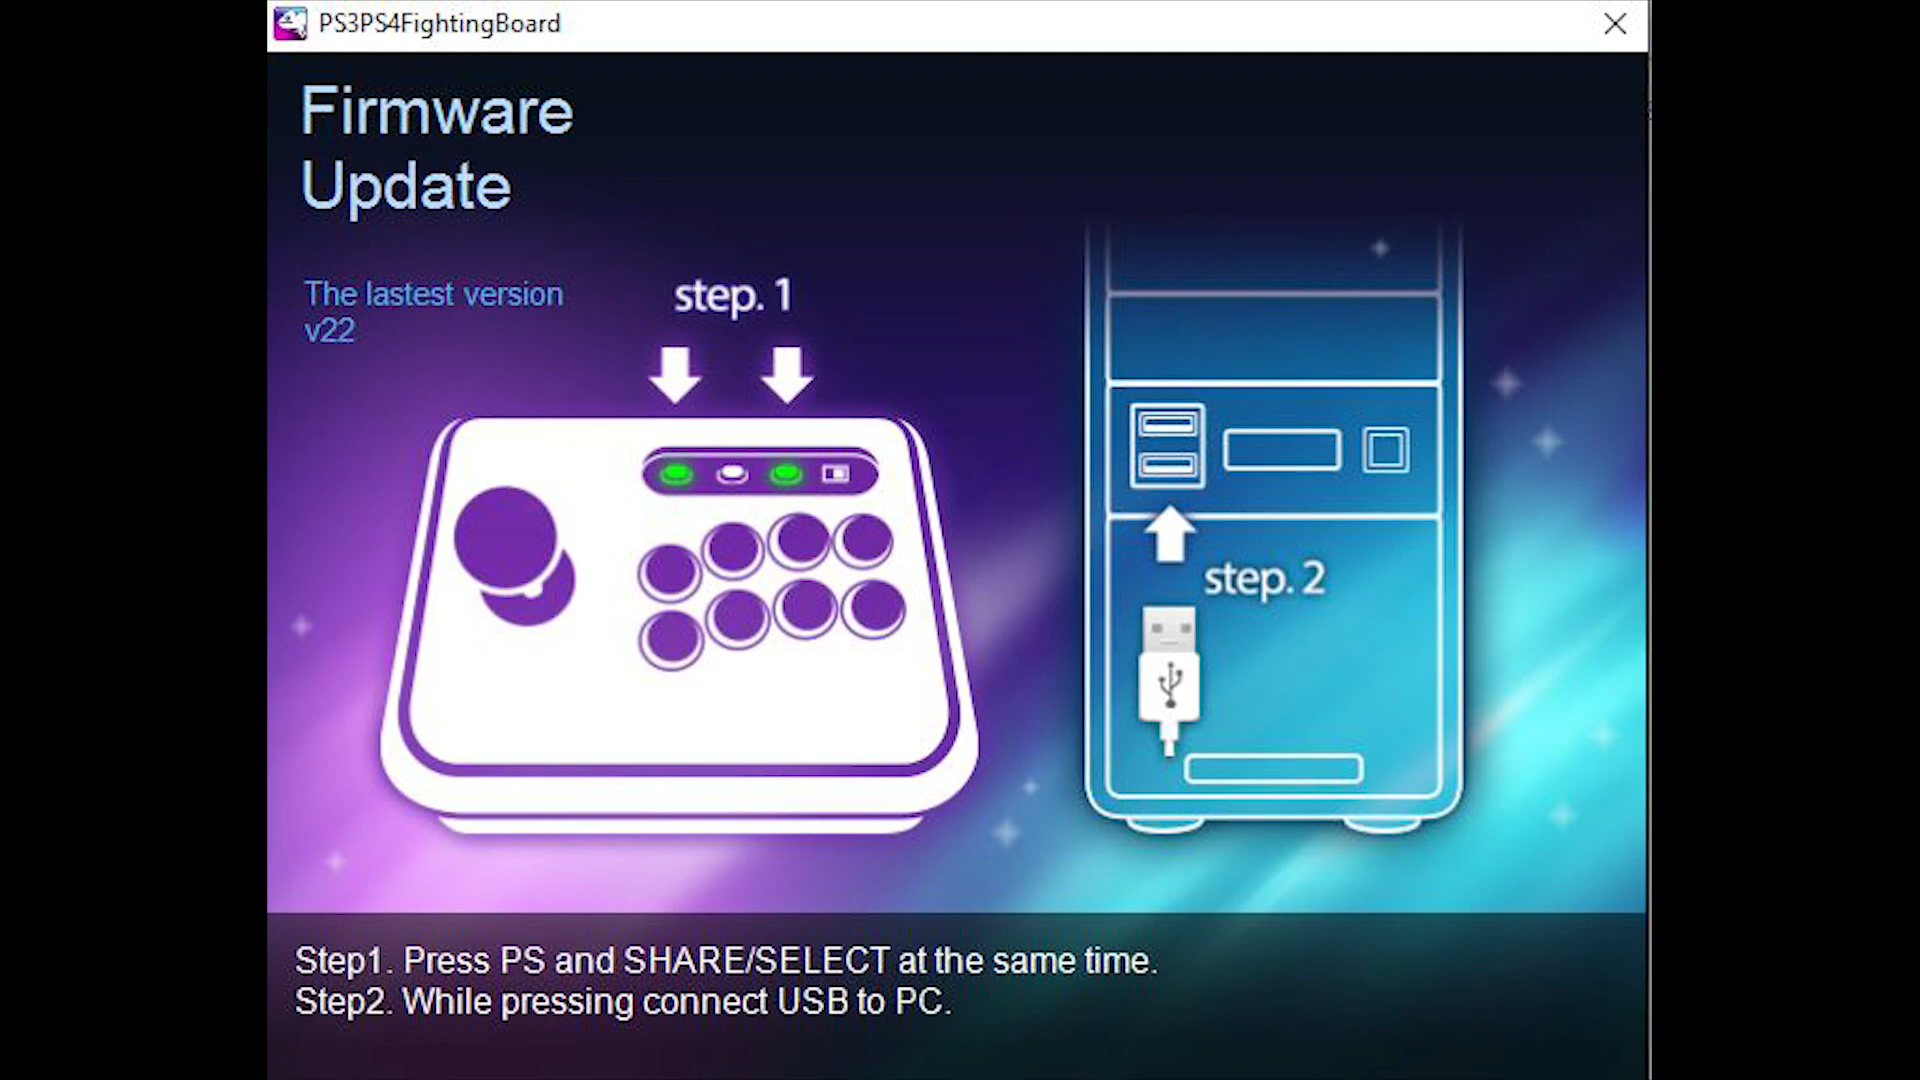 PS3PS4FightingBoard
Firmware
Update
The lastest version
v22
step. 1
step. 2
Step1. Press PS and SHARE/SELECT at the same time.
Step2. While pressing connect USB to PC.